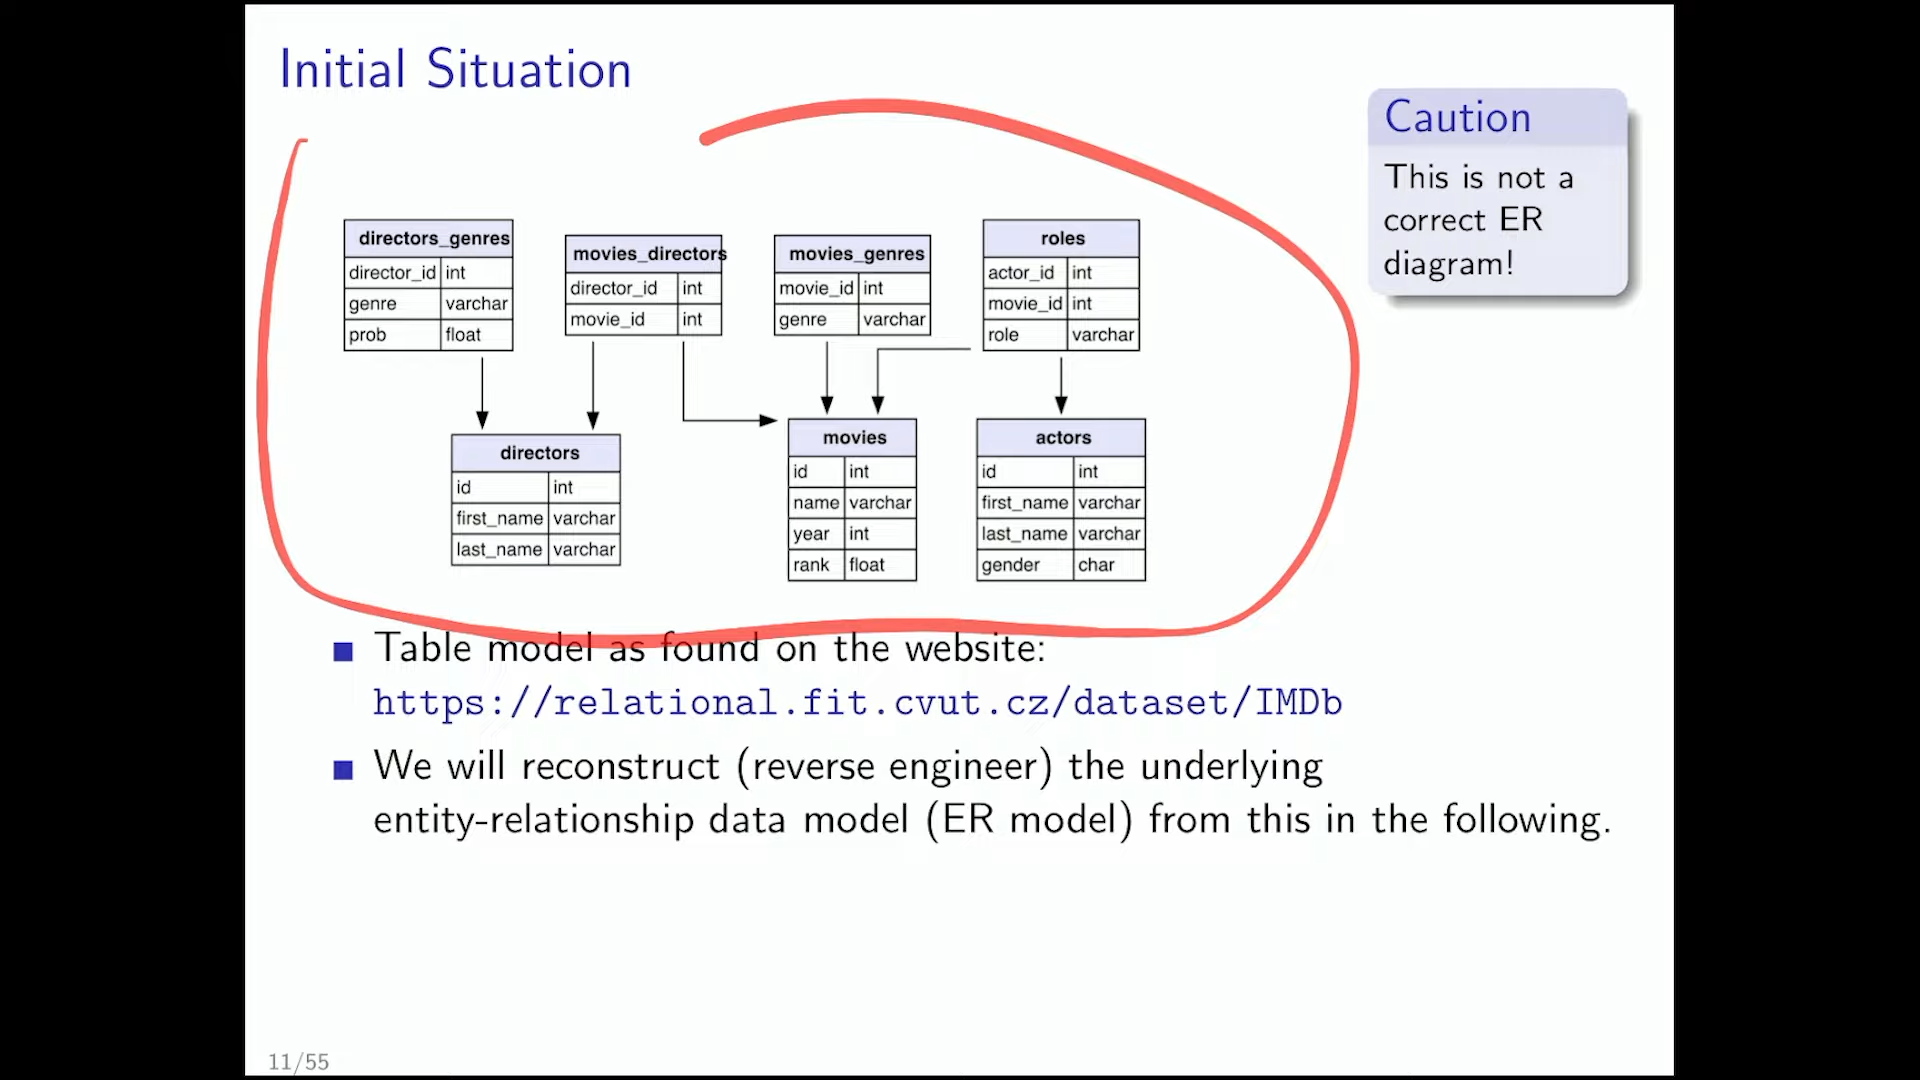 Initial Situation
Caution
This is not a
correct ER
diagram!
directors_genres
director_id int
genre varchar
prob float
movies_directors
director_id int
movie_id int
movies_genres
movie_id int
genre varchar
roles
actor_id int
movie_id int
role varchar
directors
id int
first_name varchar
last_name varchar
movies
id int
name varchar
year int
rank float
actors
id int
first_name varchar
last_name varchar
gender char
Table model as found on the website:
https://relational.fit.cvut.cz/dataset/IMDb
We will reconstruct (reverse engineer) the underlying
entity-relationship data model (ER model) from this in the following.
11/55